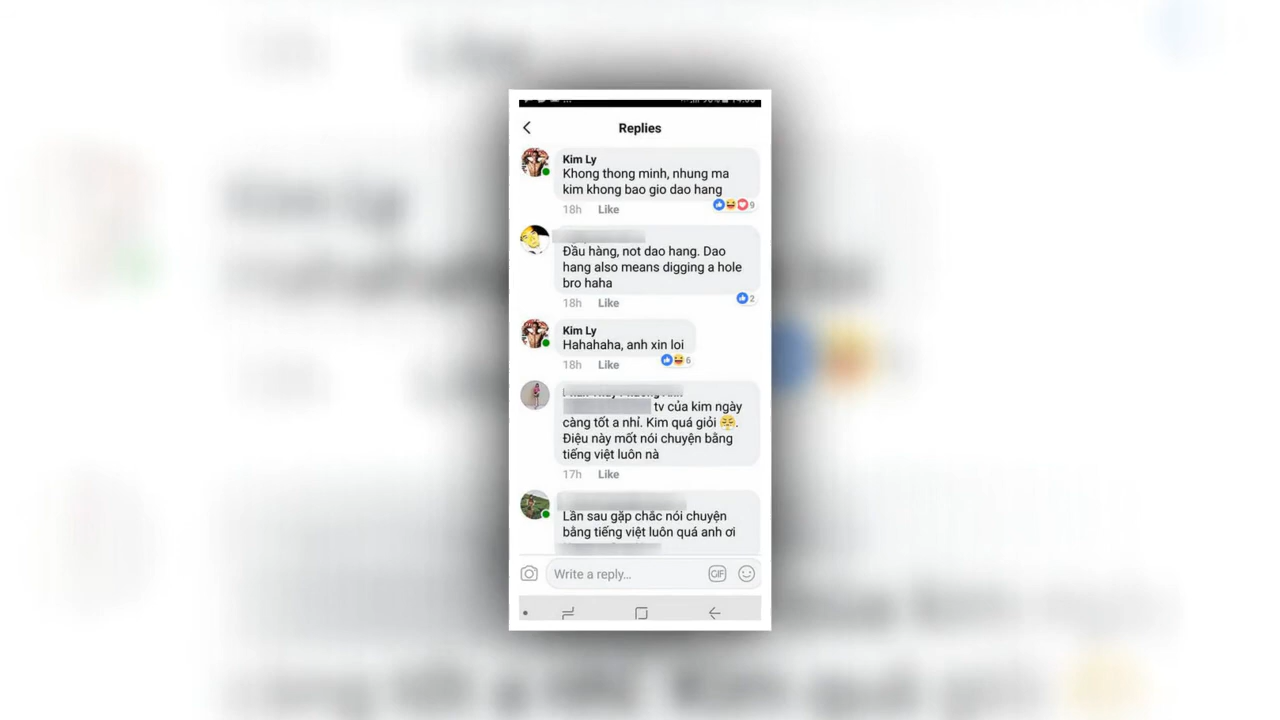 Replies
Kim Ly
Khong thong minh, nhung ma
kim khong bao gio dao hang
18h Like
9
Đầu hàng, not dao hang. Dao
hang also means digging a hole
bro haha
18h Like
2
Kim Ly
Hahahaha, anh xin loi
18h Like
6
tv của kim ngày
càng tốt a nhỉ. Kim quá giỏi
Điệu này mốt nói chuyện bằng
tiếng việt luôn nà
17h Like
Lần sau gặp chắc nói chuyện
bằng tiếng việt luôn quá anh ơi
Write a reply...
GIF